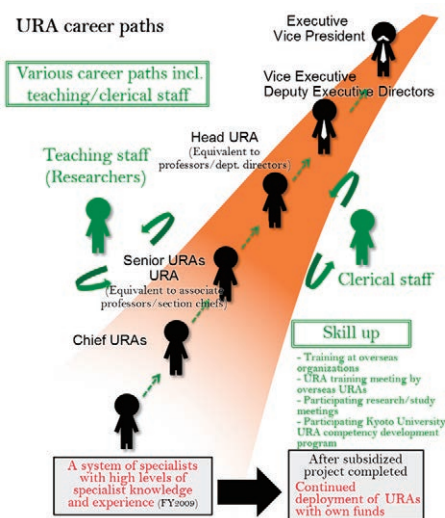 URA career paths
Executive
Vice President
Various career paths incl.
teaching/clerical staff
Vice Executive
Deputy Executive Directors
Head URA
(Equivalent to
professors/dept. directors)
Teaching staff
(Researchers)
Senior URAs
URA
(Equivalent to associate
professors/section chiefs)
Clerical staff
Chief URAs
Skill up
- Training at overseas
organizations
- URA training meeting by
overseas URAs
- Participating research/study
meetings
- Participating Kyoto University
URA competency development
program
A system of specialists
with high levels of
specialist knowledge
and experience (FY2009)
After subsidized
project completed
Continued
deployment of URAs
with own funds